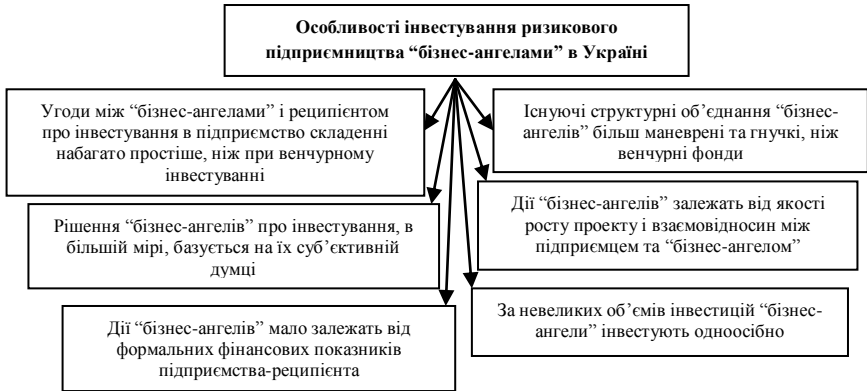 Особливості інвестування ризикового
підприємництва “бізнес-ангелами” в Україні
Угоди між “бізнес-ангелами” і реципієнтом
про інвестування в підприємство складенні
набагато простіше, ніж при венчурному
інвестуванні
Існуючі структурні об’єднання “бізнес-
ангелів” більш маневрені та гнучкі, ніж
венчурні фонди
Рішення “бізнес-ангелів” про інвестування, в
більшій мірі, базується на їх суб’єктивній
думці
Дії “бізнес-ангелів” залежать від якості
росту проекту і взаємовідносин між
підприємцем та “бізнес-ангелом”
Дії “бізнес-ангелів” мало залежать від
формальних фінансових показників
підприємства-реципієнта
За невеликих об’ємів інвестицій “бізнес-
ангели” інвестують одноосібно